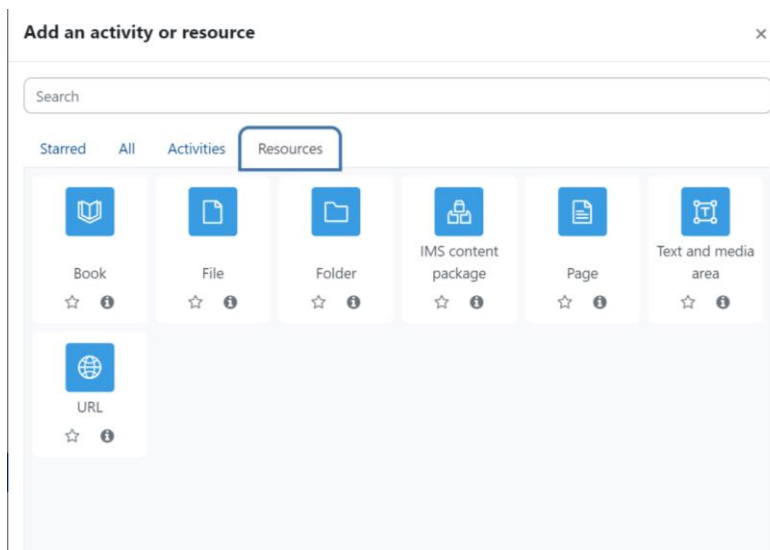 Add an activity or resource
Search
Starred All Activities Resources
Book
File
Folder
IMS content
package
Page
Text and media
area
URL